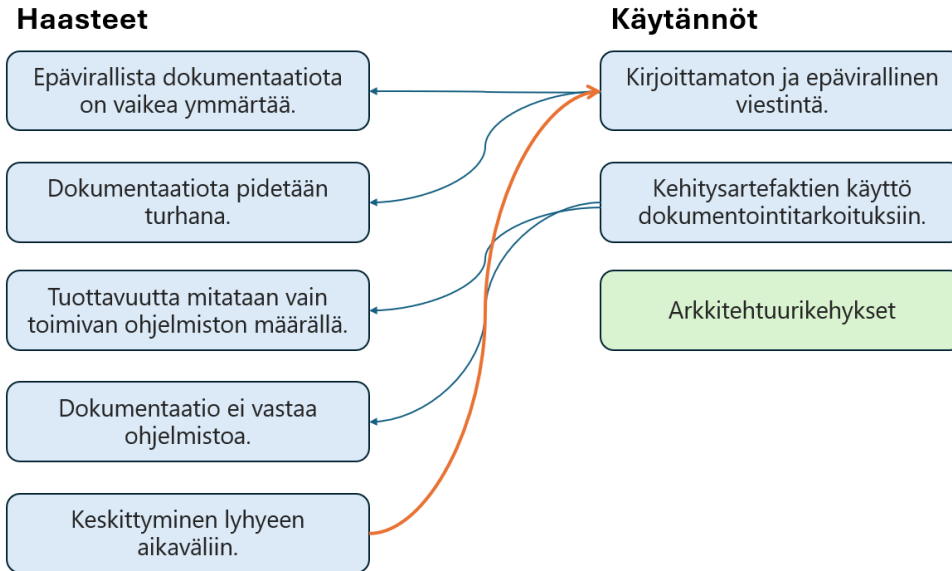 Haasteet
Epävirallista dokumentaatiota
on vaikea ymmärtää.
Dokumentaatiota pidetään
turhana.
Tuottavuutta mitataan vain
toimivan ohjelmiston määrällä.
Dokumentaatio ei vastaa
ohjelmistoa.
Keskittyminen lyhyeen
aikaväliin.
Käytännöt
Kirjoittamaton ja epävirallinen
viestintä.
Kehitysartefaktien käyttö
dokumentointitarkoituksiin.
Arkkitehtuurikehykset